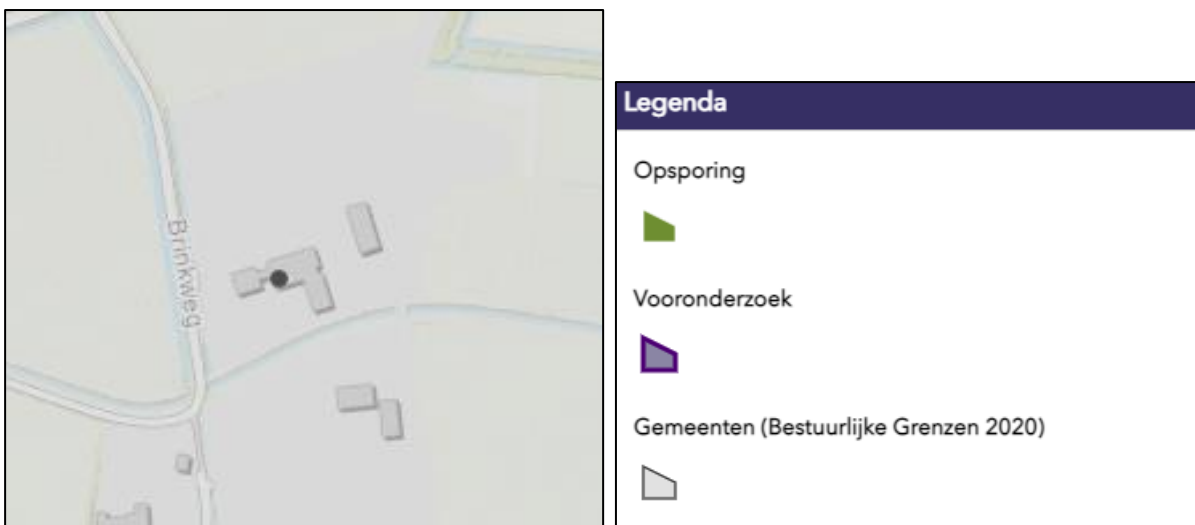 Brinkweg
Legenda
Opsporing
Vooronderzoek
Gemeenten (Bestuurlijke Grenzen 2020)